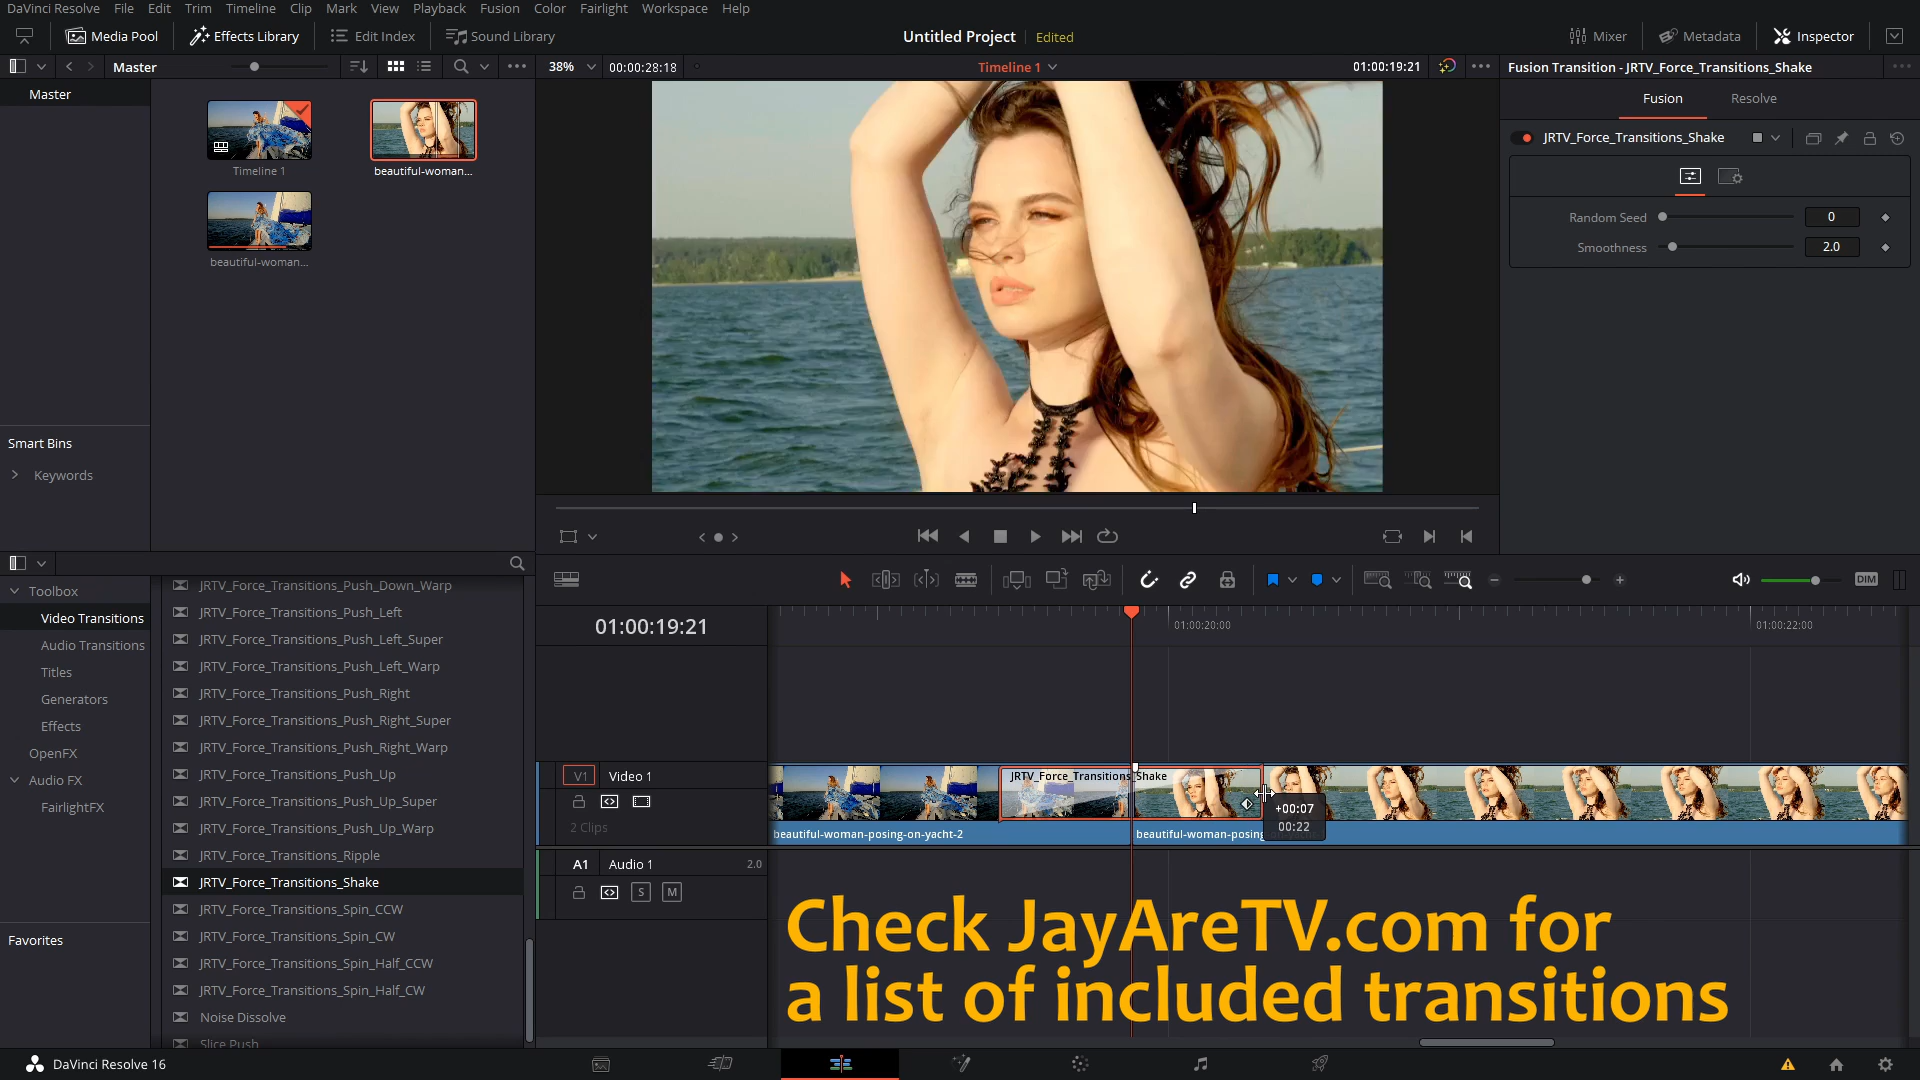 DaVinci Resolve File Edit Trim Timeline Clip Mark View Playback Fusion Color Fairlight Workspace Help
Media Pool Effects Library Edit Index Sound Library Untitled Project Edited Mixer Metadata Inspector
Master 38% 00:00:28:18 Timeline 1 01:00:19:21 Fusion Transition - JRTV_Force_Transitions_Shake
Master
Timeline 1
beautiful-woman...
beautiful-woman...
Smart Bins
Keywords
Fusion Resolve
JRTV_Force_Transitions_Shake
Random Seed 0
Smoothness 2.0
Toolbox
Video Transitions
Audio Transitions
Titles
Generators
Effects
OpenFX
Audio FX
FairlightFX
Favorites
JRTV_Force_Transitions_Push_Down_Warp
JRTV_Force_Transitions_Push_Left
JRTV_Force_Transitions_Push_Left_Super
JRTV_Force_Transitions_Push_Left_Warp
JRTV_Force_Transitions_Push_Right
JRTV_Force_Transitions_Push_Right_Super
JRTV_Force_Transitions_Push_Right_Warp
JRTV_Force_Transitions_Push_Up
JRTV_Force_Transitions_Push_Up_Super
JRTV_Force_Transitions_Push_Up_Warp
JRTV_Force_Transitions_Ripple
JRTV_Force_Transitions_Shake
JRTV_Force_Transitions_Spin_CCW
JRTV_Force_Transitions_Spin_CW
JRTV_Force_Transitions_Spin_Half_CCW
JRTV_Force_Transitions_Spin_Half_CW
Noise Dissolve
Slice Push
DIM
01:00:19:21 01:00:20:00 01:00:22:00
V1 Video 1
2 Clips
JRTV_Force_Transitions_Shake
+00:07
00:22
beautiful-woman-posing-on-yacht-2 beautiful-woman-posing
A1 Audio 1 2.0
S M
Check JayAreTV.com for
a list of included transitions
DaVinci Resolve 16